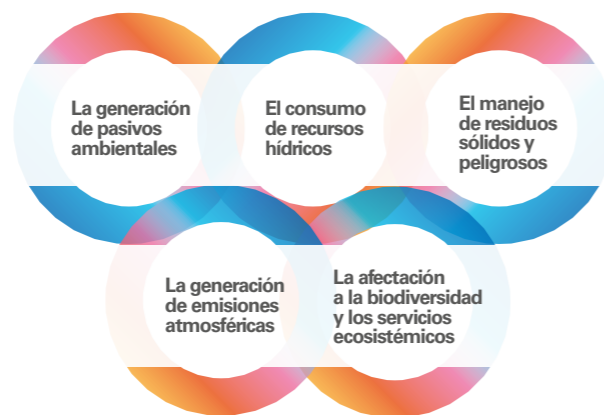 La generación
de pasivos
ambientales
El consumo
de recursos
hídricos
El manejo
de residuos
sólidos y
peligrosos
La generación
de emisiones
atmosféricas
La afectación
a la biodiversidad
y los servicios
ecosistémicos